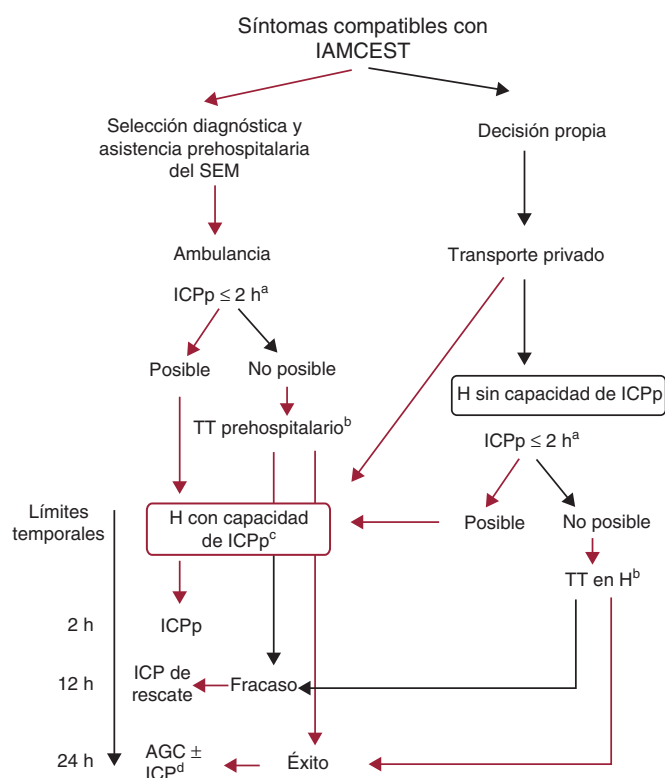 Síntomas compatibles con
IAMCEST
Selección diagnóstica y
asistencia prehospitalaria
del SEM
Decisión propia
Ambulancia
Transporte privado
ICPp ≤ 2 hᵃ
Posible
No posible
H sin capacidad de ICPp
TT prehospitalarioᵇ
ICPp ≤ 2 hᵃ
Límites
temporales
H con capacidad
de ICPpᶜ
Posible
No posible
TT en Hᵇ
2 h
ICPp
12 h
ICP de
rescate
Fracaso
24 h
AGC ±
ICPᵈ
Éxito